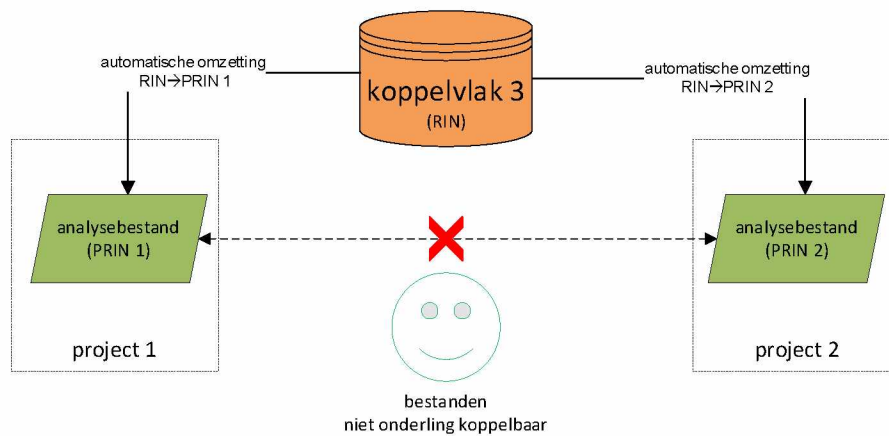 automatische omzetting
RIN→PRIN 1
koppelvlak 3
(RIN)
automatische omzetting
RIN→PRIN 2
analysebestand
(PRIN 1)
project 1
analysebestand
(PRIN 2)
project 2
bestanden
niet onderling koppelbaar